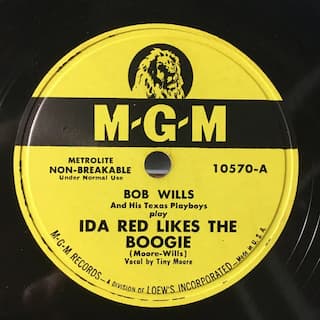 M-G-M
METROLITE
NON-BREAKABLE
Under Normal Use
10570-A
BOB WILLS
And His Texas Playboys
play
IDA RED LIKES THE
BOOGIE
(Moore-Wills)
Vocal by Tiny Moore
M-G-M RECORDS — A DIVISION OF LOEW'S INCORPORATED — MADE IN U.S.A.